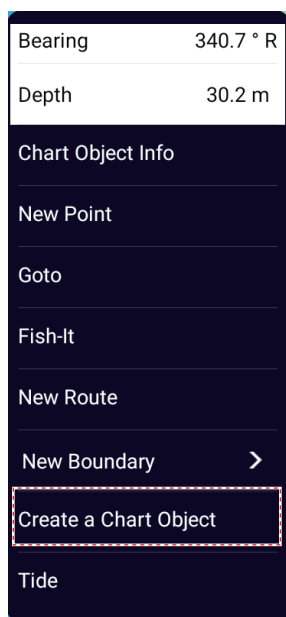 Bearing 340.7 ° R
Depth 30.2 m
Chart Object Info
New Point
Goto
Fish-It
New Route
New Boundary
Create a Chart Object
Tide